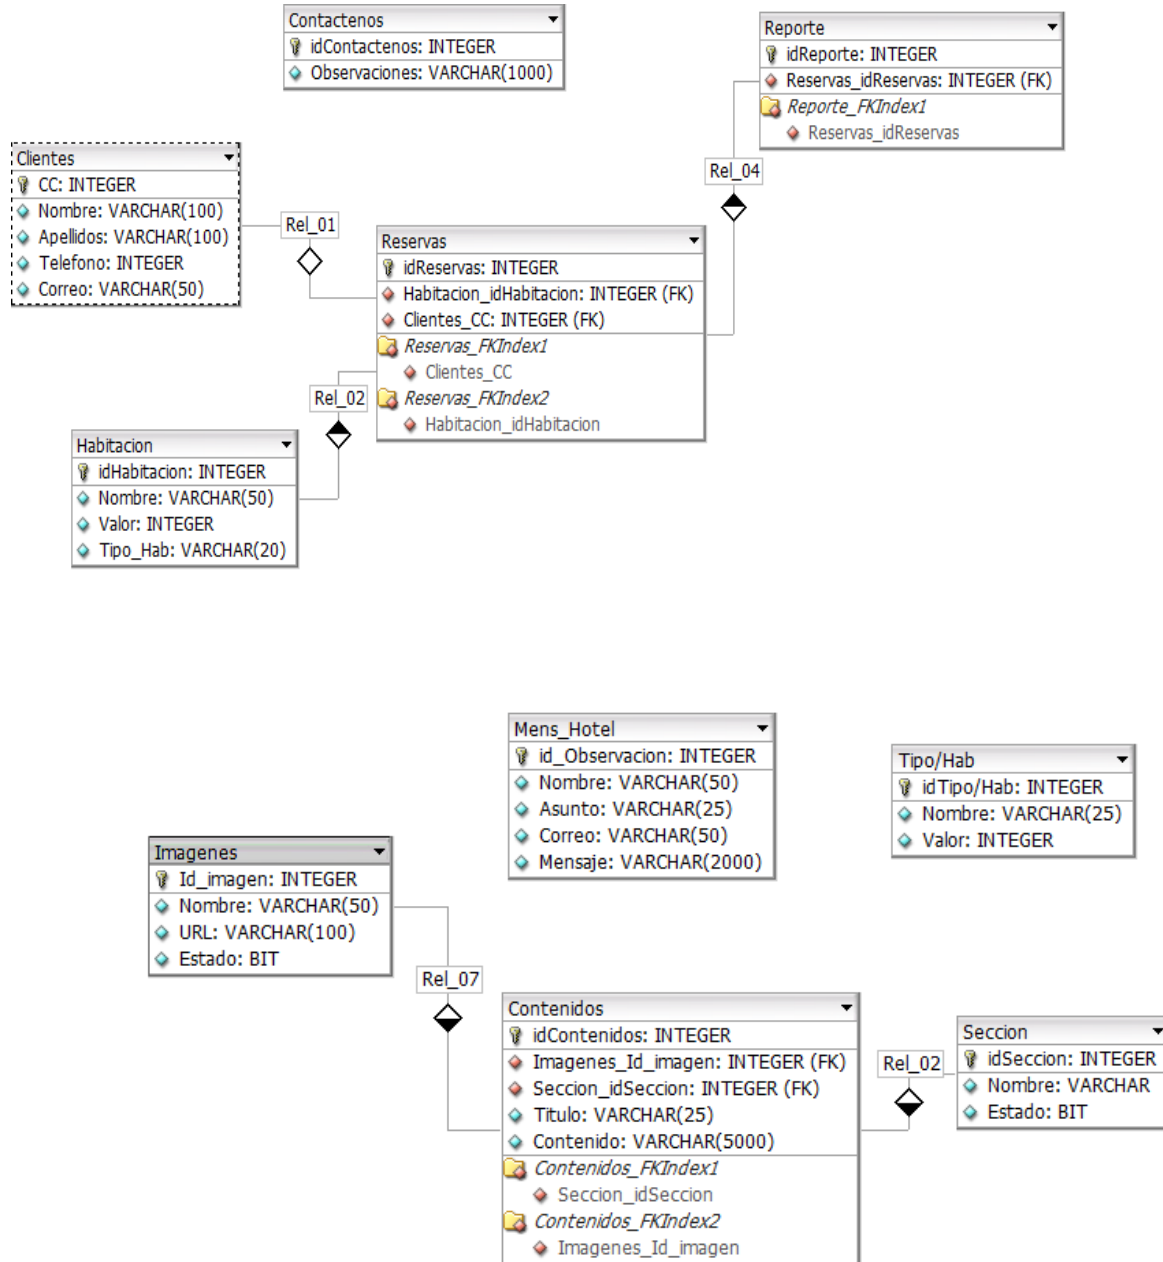 Contactenos
idContactenos: INTEGER
Observaciones: VARCHAR(1000)
Reporte
idReporte: INTEGER
Reservas_idReservas: INTEGER (FK)
Reporte_FKIndex1
Reservas_idReservas
Clientes
CC: INTEGER
Nombre: VARCHAR(100)
Apellidos: VARCHAR(100)
Telefono: INTEGER
Correo: VARCHAR(50)
Rel_01
Rel_04
Reservas
idReservas: INTEGER
Habitacion_idHabitacion: INTEGER (FK)
Clientes_CC: INTEGER (FK)
Reservas_FKIndex1
Clientes_CC
Reservas_FKIndex2
Habitacion_idHabitacion
Rel_02
Habitacion
idHabitacion: INTEGER
Nombre: VARCHAR(50)
Valor: INTEGER
Tipo_Hab: VARCHAR(20)
Mens_Hotel
id_Observacion: INTEGER
Nombre: VARCHAR(50)
Asunto: VARCHAR(25)
Correo: VARCHAR(50)
Mensaje: VARCHAR(2000)
Tipo/Hab
idTipo/Hab: INTEGER
Nombre: VARCHAR(25)
Valor: INTEGER
Imagenes
Id_imagen: INTEGER
Nombre: VARCHAR(50)
URL: VARCHAR(100)
Estado: BIT
Rel_07
Contenidos
idContenidos: INTEGER
Imagenes_Id_imagen: INTEGER (FK)
Seccion_idSeccion: INTEGER (FK)
Titulo: VARCHAR(25)
Contenido: VARCHAR(5000)
Contenidos_FKIndex1
Seccion_idSeccion
Contenidos_FKIndex2
Imagenes_Id_imagen
Rel_02
Seccion
idSeccion: INTEGER
Nombre: VARCHAR
Estado: BIT